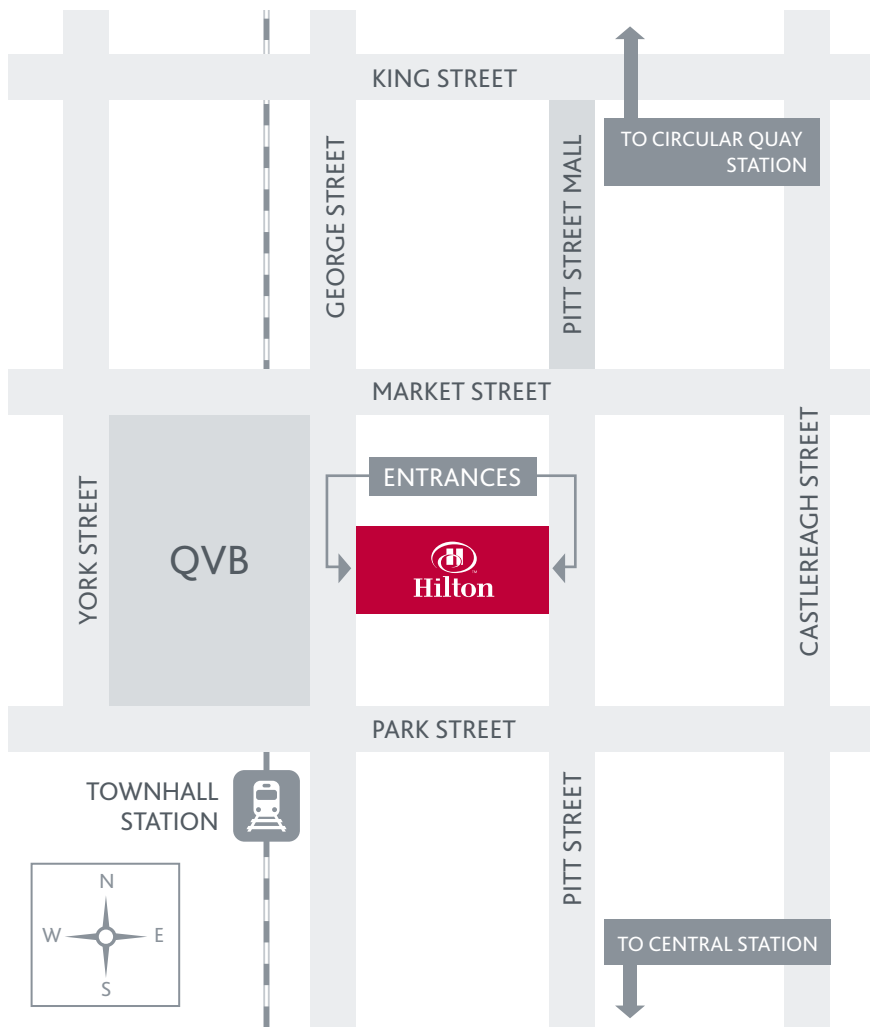 KING STREET
TO CIRCULAR QUAY
STATION
GEORGE STREET
PITT STREET MALL
MARKET STREET
ENTRANCES
YORK STREET
QVB
H
Hilton
TM
CASTLEREAGH STREET
PARK STREET
TOWNHALL
STATION
PITT STREET
N
W
E
S
TO CENTRAL STATION